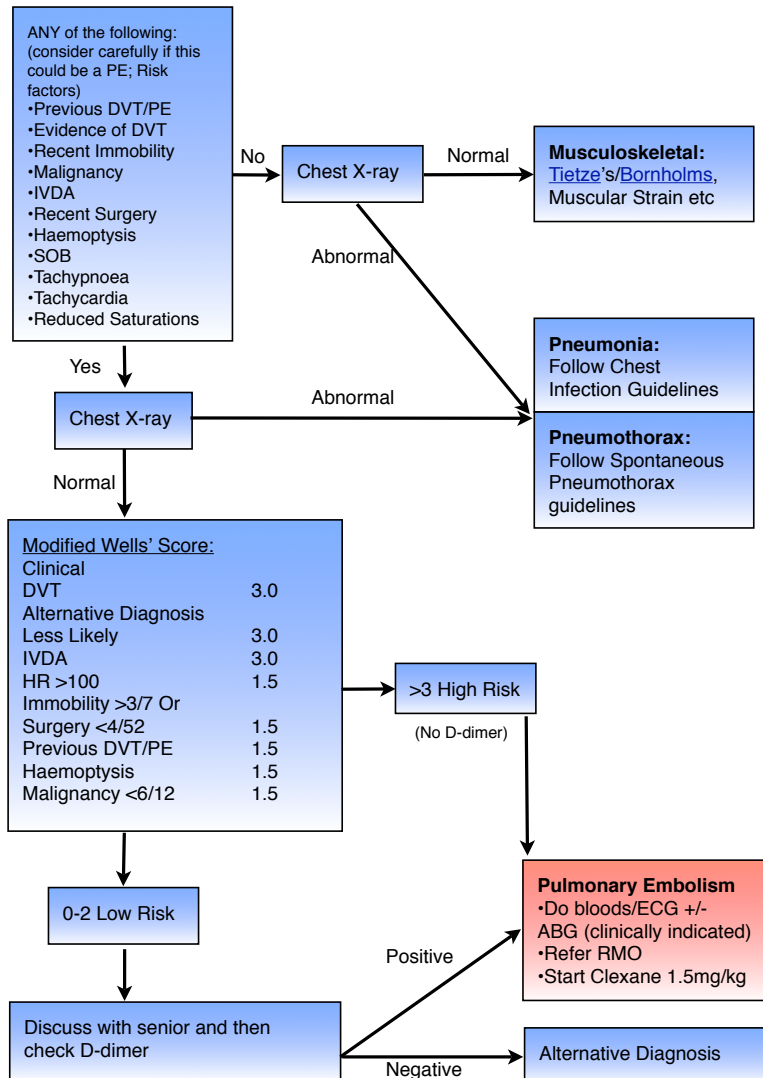 ANY of the following:
(consider carefully if this
could be a PE; Risk
factors)
•Previous DVT/PE
•Evidence of DVT
•Recent Immobility
•Malignancy
•IVDA
•Recent Surgery
•Haemoptysis
•SOB
•Tachypnoea
•Tachycardia
•Reduced Saturations
No
Chest X-ray
Normal
Musculoskeletal:
Tietze's/Bornholms,
Muscular Strain etc
Abnormal
Yes
Chest X-ray
Abnormal
Pneumonia:
Follow Chest
Infection Guidelines
Pneumothorax:
Follow Spontaneous
Pneumothorax
guidelines
Normal
Modified Wells' Score:
Clinical
DVT 3.0
Alternative Diagnosis
Less Likely 3.0
IVDA 3.0
HR >100 1.5
Immobility >3/7 Or
Surgery <4/52 1.5
Previous DVT/PE 1.5
Haemoptysis 1.5
Malignancy <6/12 1.5
>3 High Risk
(No D-dimer)
0-2 Low Risk
Pulmonary Embolism
•Do bloods/ECG +/-
ABG (clinically indicated)
•Refer RMO
•Start Clexane 1.5mg/kg
Positive
Discuss with senior and then
check D-dimer
Negative
Alternative Diagnosis